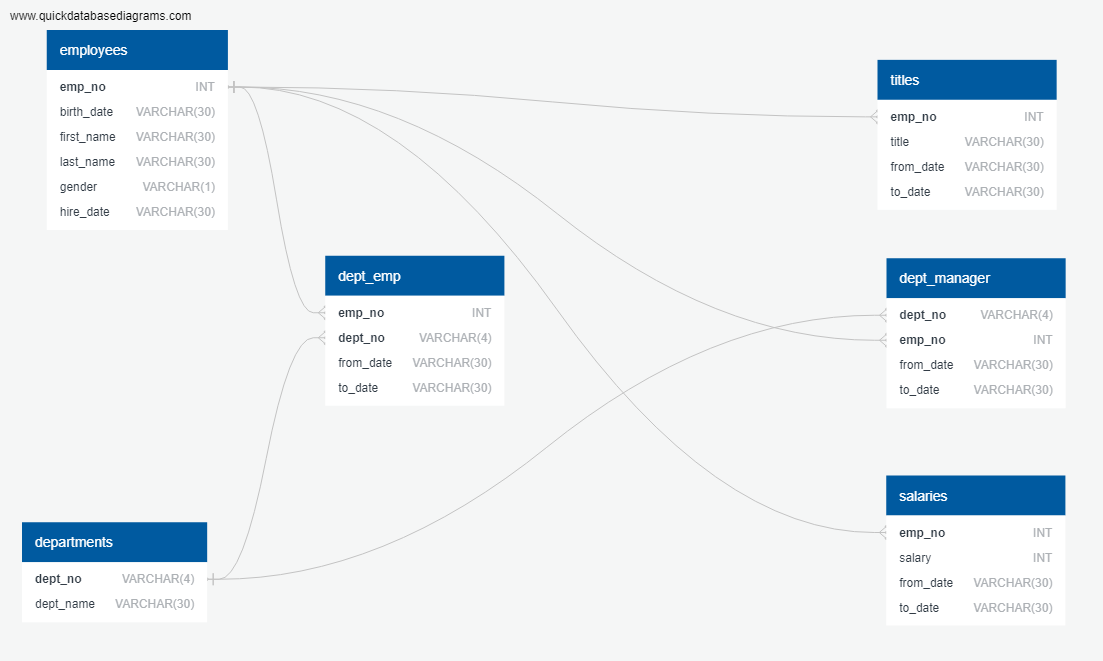 www.quickdatabasediagrams.com
employees
emp_no INT
birth_date VARCHAR(30)
first_name VARCHAR(30)
last_name VARCHAR(30)
gender VARCHAR(1)
hire_date VARCHAR(30)
titles
emp_no INT
title VARCHAR(30)
from_date VARCHAR(30)
to_date VARCHAR(30)
dept_emp
emp_no INT
dept_no VARCHAR(4)
from_date VARCHAR(30)
to_date VARCHAR(30)
dept_manager
dept_no VARCHAR(4)
emp_no INT
from_date VARCHAR(30)
to_date VARCHAR(30)
departments
dept_no VARCHAR(4)
dept_name VARCHAR(30)
salaries
emp_no INT
salary INT
from_date VARCHAR(30)
to_date VARCHAR(30)